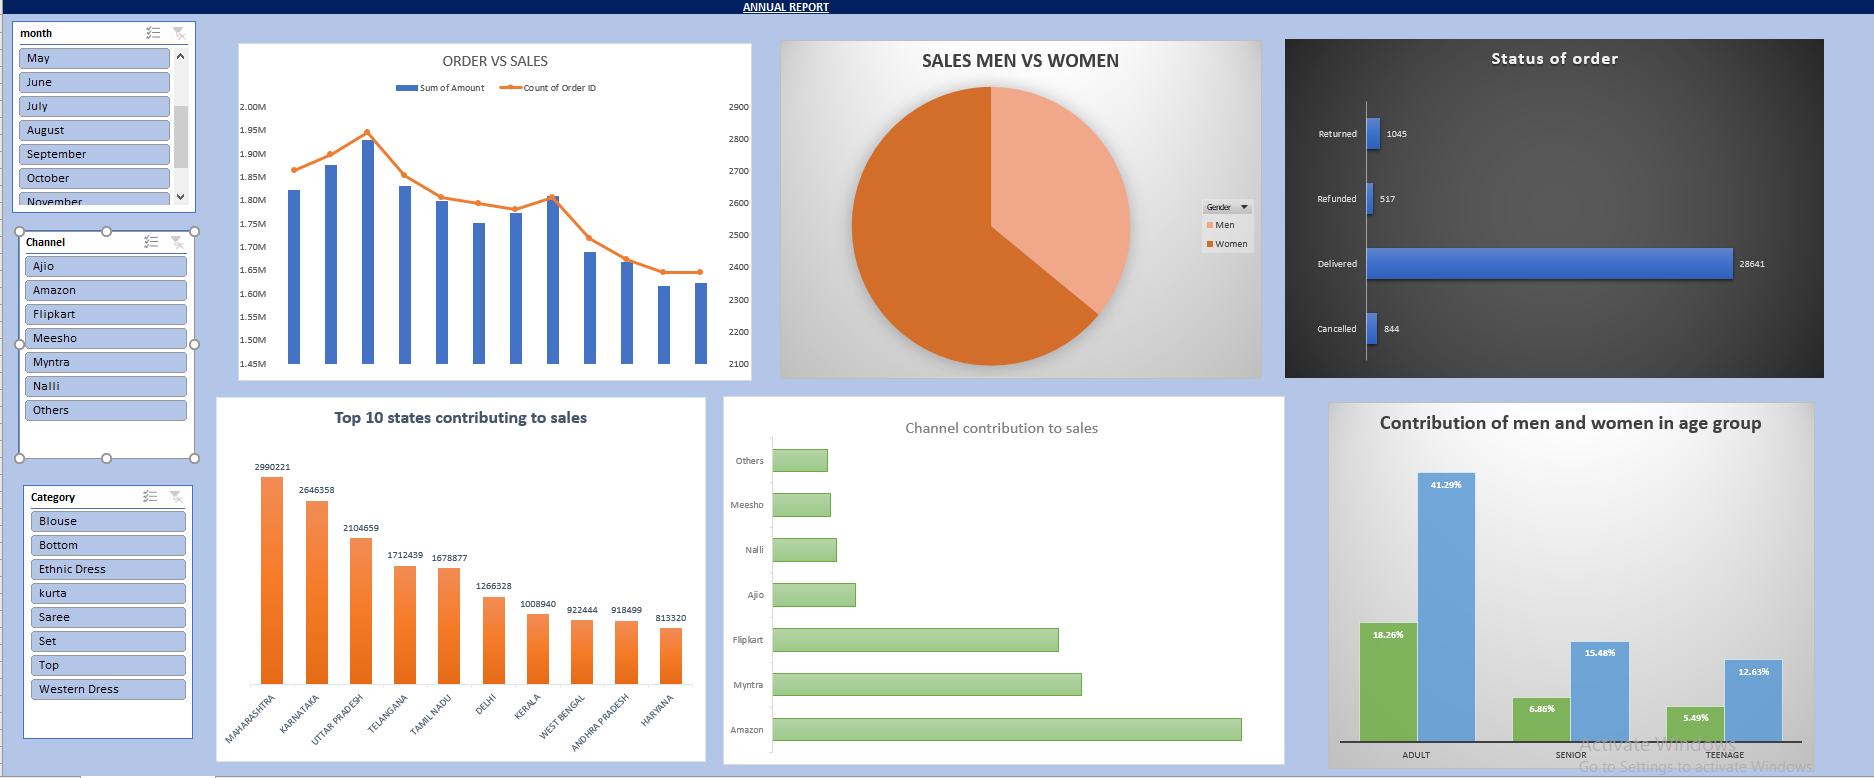 ANNUAL REPORT
month
May
June
July
August
September
October
November
Channel
Ajio
Amazon
Flipkart
Meesho
Myntra
Nalli
Others
Category
Blouse
Bottom
Ethnic Dress
kurta
Saree
Set
Top
Western Dress
ORDER VS SALES
Sum of Amount
Count of Order ID
2.00M
1.95M
1.90M
1.85M
1.80M
1.75M
1.70M
1.65M
1.60M
1.55M
1.50M
1.45M
2900
2800
2700
2600
2500
2400
2300
2200
2100
SALES MEN VS WOMEN
Gender
Men
Women
Status of order
Returned 1045
Refunded 517
Delivered 28641
Cancelled 844
Top 10 states contributing to sales
2990221
2646358
2104659
1712439
1678877
1266328
1008940
922444
918499
813320
MAHARASHTRA
KARNATAKA
UTTAR PRADESH
TELANGANA
TAMIL NADU
DELHI
KERALA
WEST BENGAL
ANDHRA PRADESH
HARYANA
Channel contribution to sales
Others
Meesho
Nalli
Ajio
Flipkart
Myntra
Amazon
Contribution of men and women in age group
41.29%
18.26%
15.48%
6.86%
12.63%
5.49%
ADULT
SENIOR
TEENAGE
Activate Windows
Go to Settings to activate Windows.